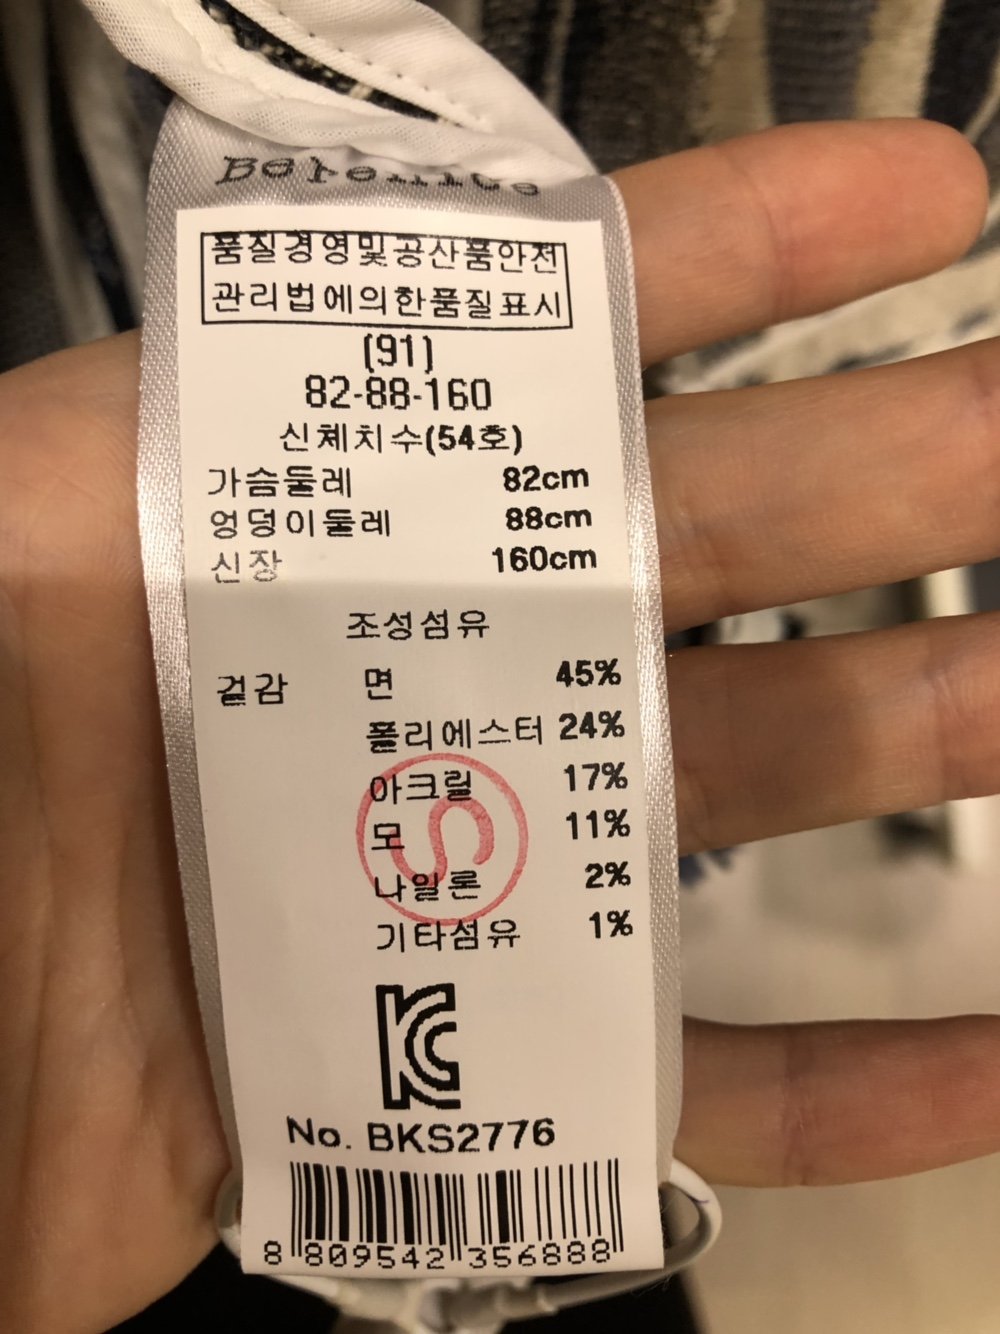 Berenice
품질경영및공산품안전
관리법에의한품질표시
(91)
82-88-160
신체치수(54호)
가슴둘레 82cm
엉덩이둘레 88cm
신장 160cm
조성섬유
겉감 면 45%
폴리에스터 24%
아크릴 17%
모 11%
나일론 2%
기타섬유 1%
S
KC
No. BKS2776
8 809542 356888